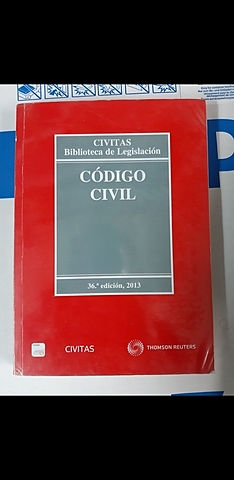 CIVITAS
Biblioteca de Legislación
CÓDIGO
CIVIL
36.ª edición, 2013
CIVITAS
THOMSON REUTERS